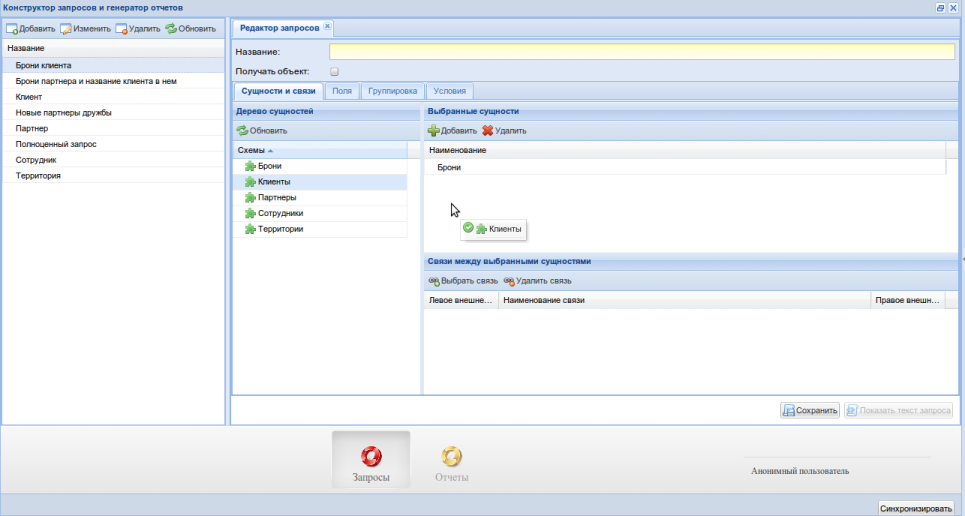 Конструктор запросов и генератор отчетов
Добавить Изменить Удалить Обновить
Название
Брони клиента
Брони партнера и название клиента в нем
Клиент
Новые партнеры дружбы
Партнер
Полноценный запрос
Сотрудник
Территория
Редактор запросов
Название:
Получать объект:
Сущности и связи Поля Группировка Условия
Дерево сущностей
Обновить
Схемы
Брони
Клиенты
Партнеры
Сотрудники
Территории
Выбранные сущности
Добавить Удалить
Наименование
Брони
Клиенты
Связи между выбранными сущностями
Выбрать связь Удалить связь
Левое внешне... Наименование связи Правое внешн...
Сохранить Показать текст запроса
Запросы Отчеты
Анонимный пользователь
Синхронизировать